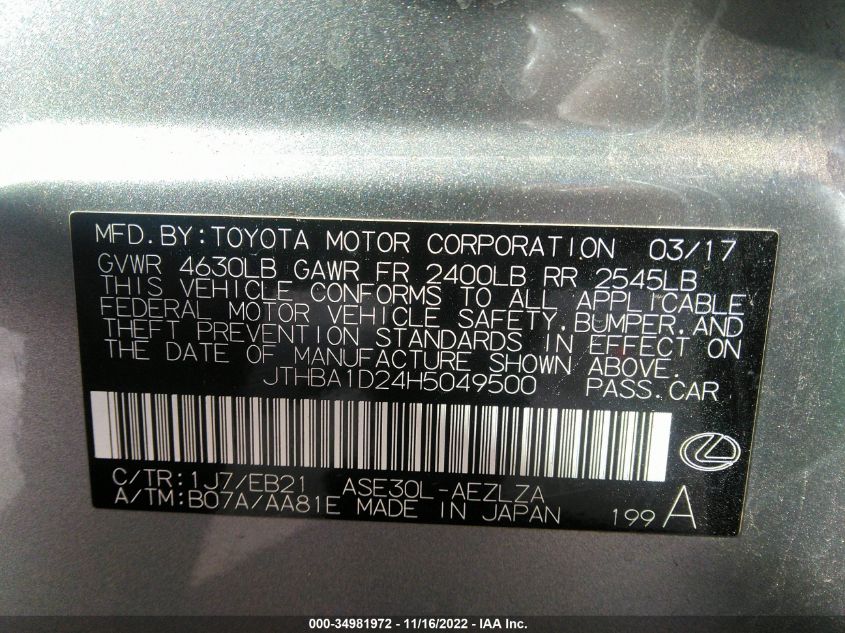 MFD.BY:TOYOTA MOTOR CORPORATION 03/17
GVWR 4630LB GAWR FR 2400LB RR 2545LB
THIS VEHICLE CONFORMS TO ALL APPLICABLE
FEDERAL MOTOR VEHICLE SAFETY,BUMPER,AND
THEFT PREVENTION STANDARDS IN EFFECT ON
THE DATE OF MANUFACTURE SHOWN ABOVE.
JTHBA1D24H5049500 PASS.CAR
C/TR:1J7/EB21 ASE30L-AEZLZA
A/TM:B07A/AA81E MADE IN JAPAN 199 A
000-34981972 - 11/16/2022 - IAA Inc.